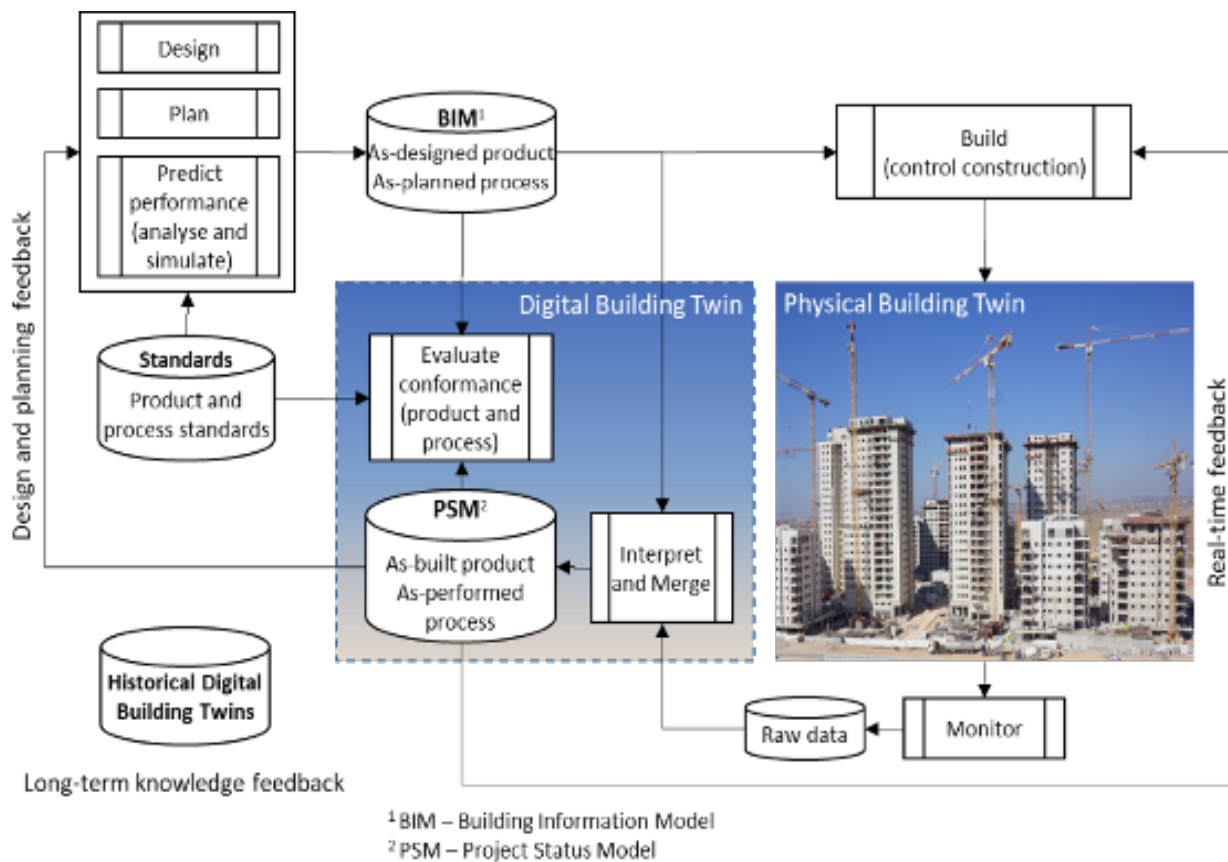 Design
Plan
Predict
performance
(analyse and
simulate)
BIM¹
As-designed product
As-planned process
Build
(control construction)
Design and planning feedback
Digital Building Twin
Physical Building Twin
Standards
Product and
process standards
Evaluate
conformance
(product and
process)
PSM²
As-built product
As-performed
process
Interpret
and Merge
Real-time feedback
Historical Digital
Building Twins
Raw data
Monitor
Long-term knowledge feedback
¹ BIM – Building Information Model
² PSM – Project Status Model